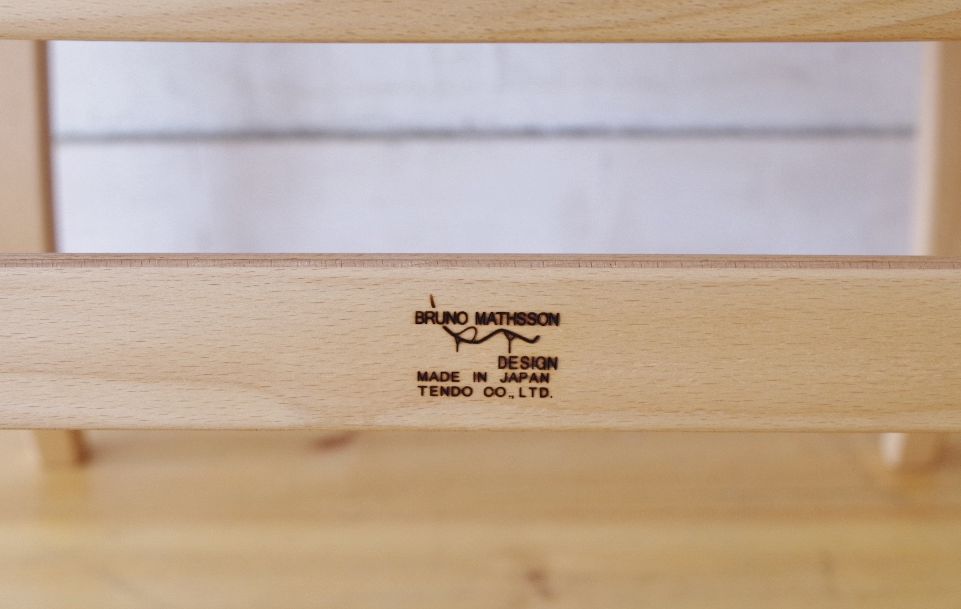 BRUNO MATHSSON
DESIGN
MADE IN JAPAN
TENDO CO., LTD.